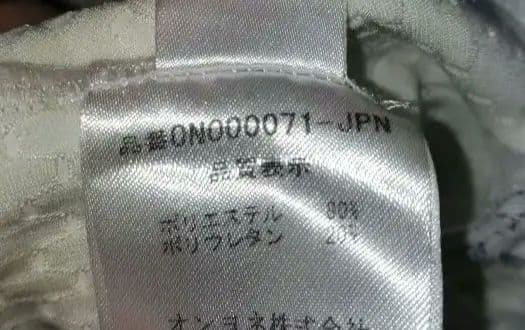 品番ON000071-JPN
品質表示
ポリエステル 80%
ポリウレタン 20%
オンヨネ株式会社